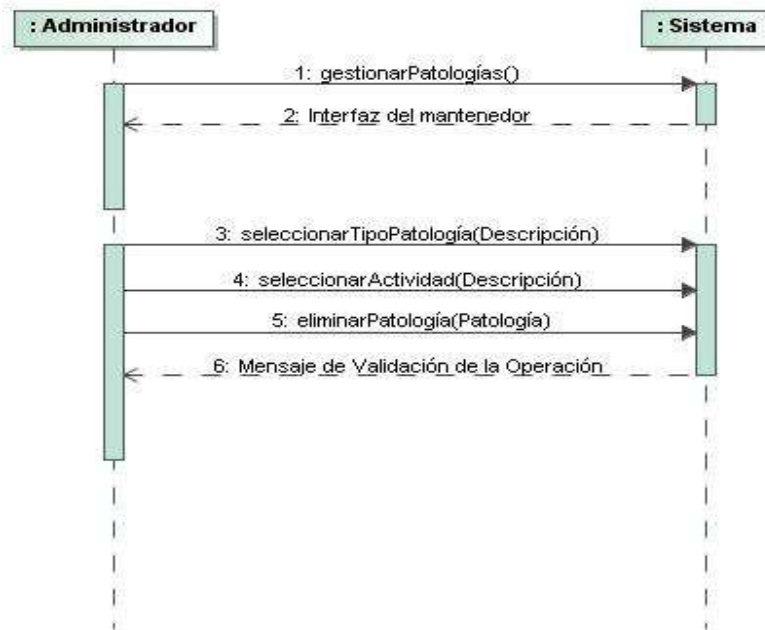 : Administrador
: Sistema
1: gestionarPatologías()
2: Interfaz del mantenedor
3: seleccionarTipoPatología(Descripción)
4: seleccionarActividad(Descripción)
5: eliminarPatología(Patología)
6: Mensaje de Validación de la Operación